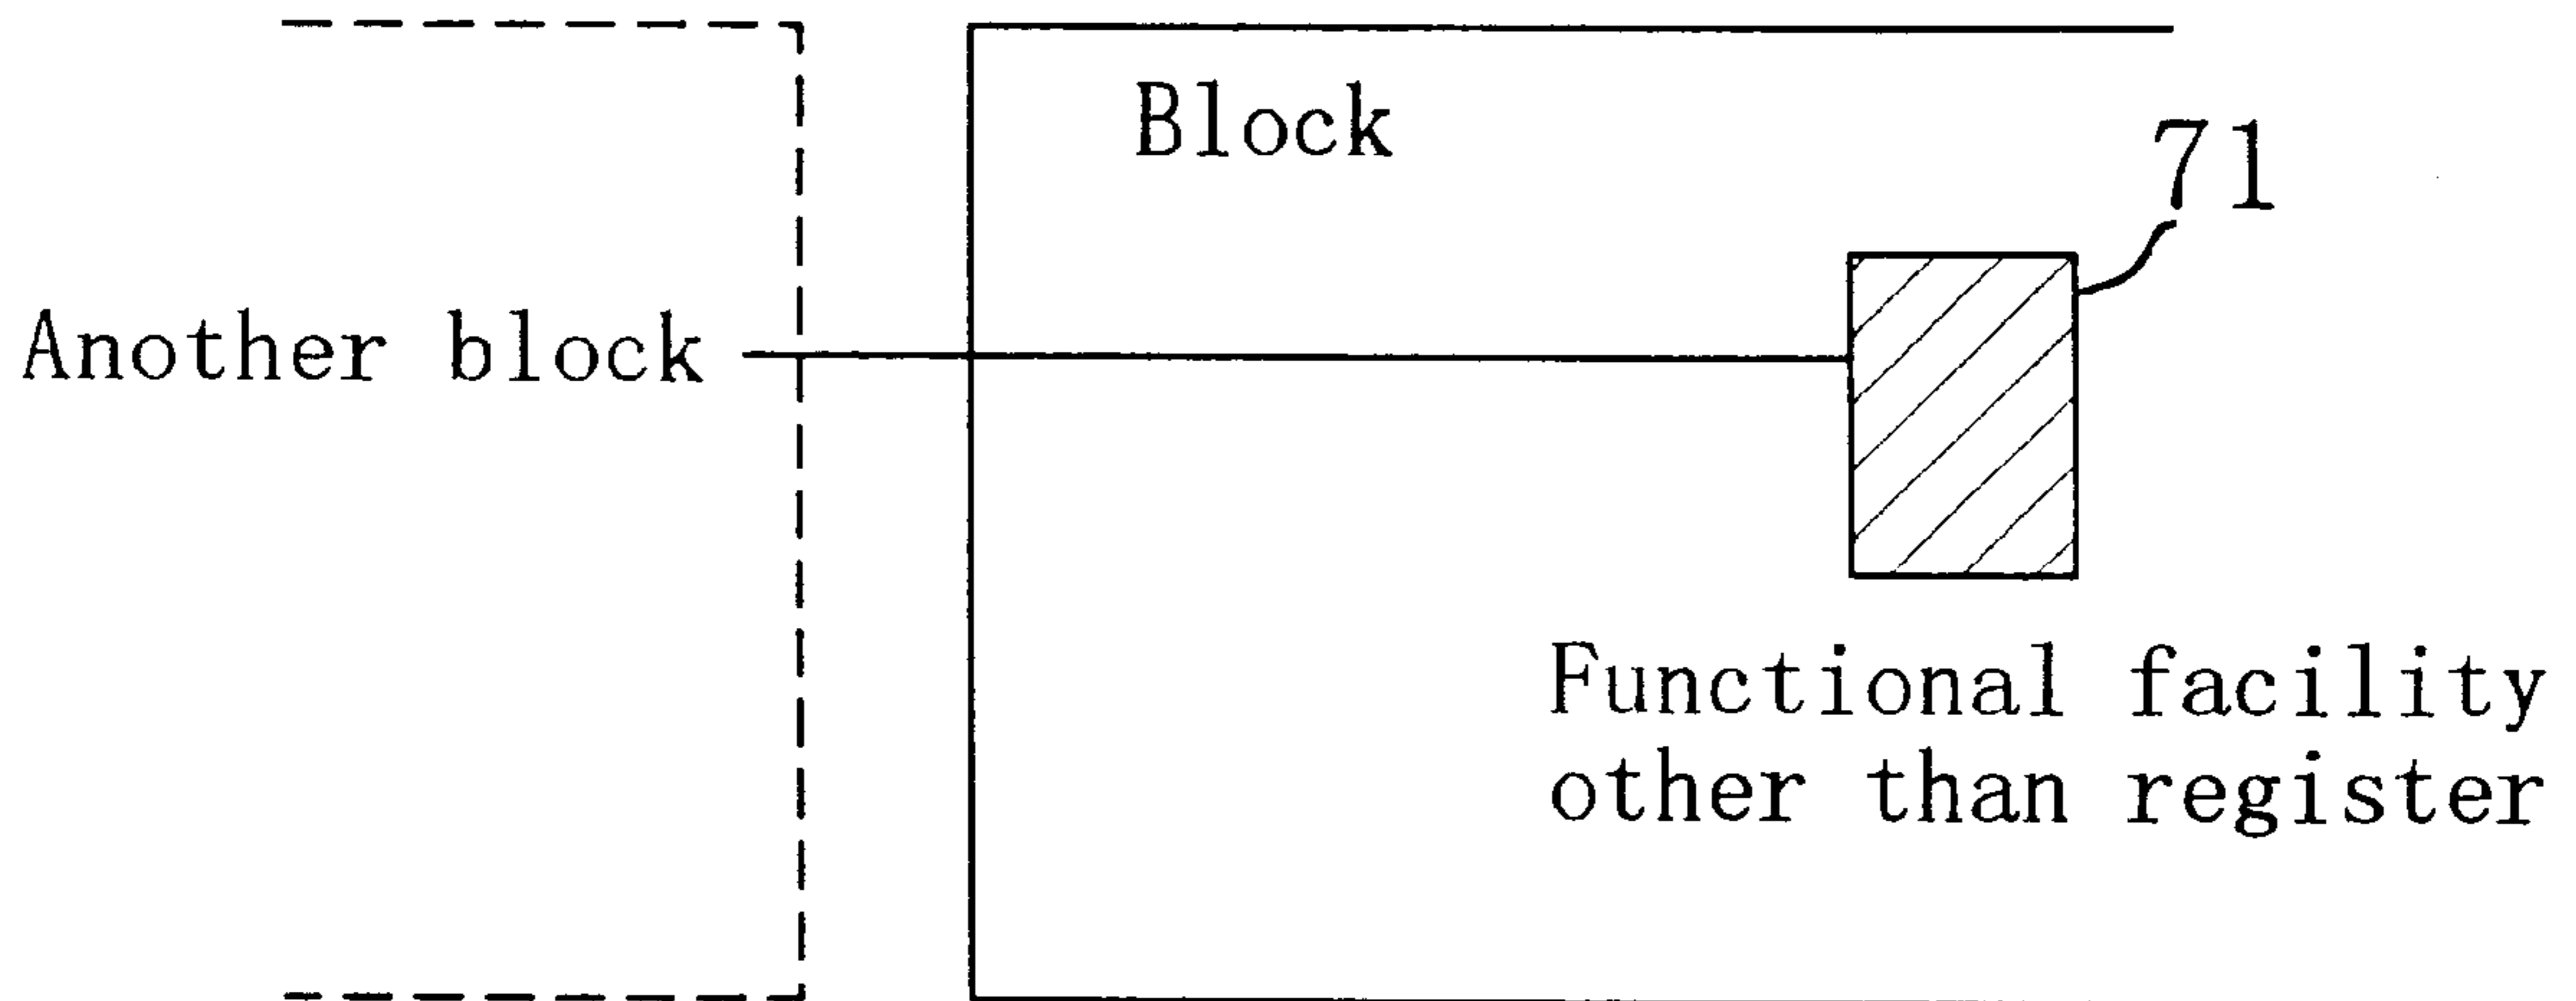 Block
71
Another block
Functional facility
other than register